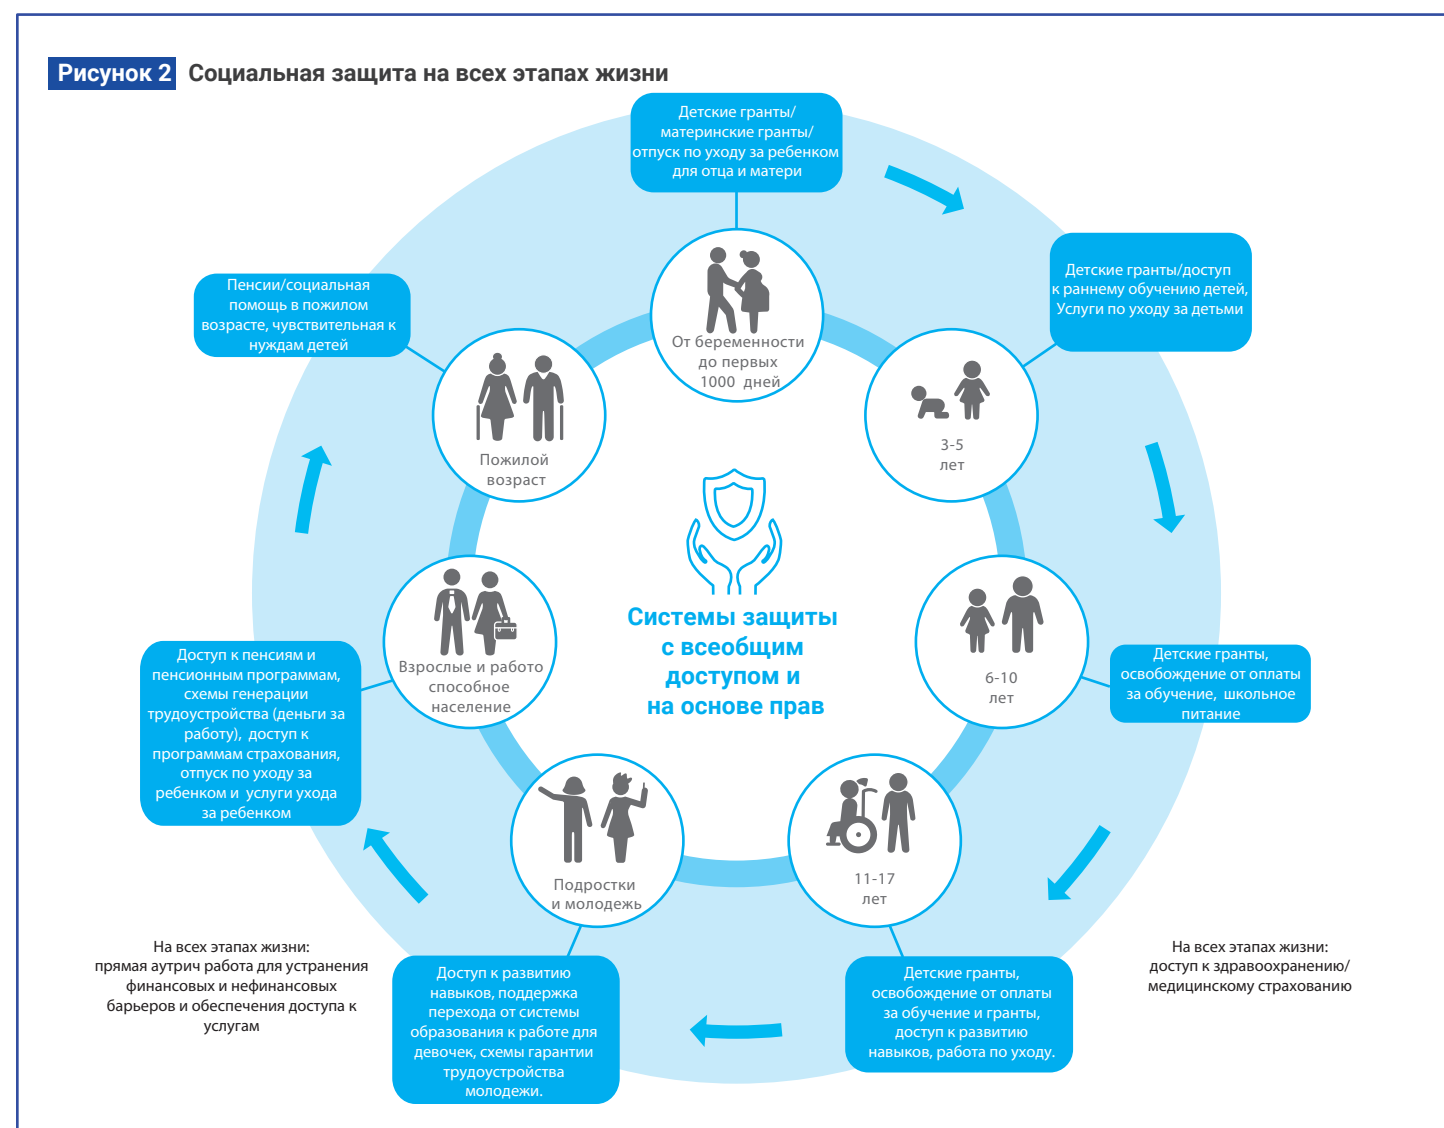 Рисунок 2 Социальная защита на всех этапах жизни
Детские гранты/
материнские гранты/
отпуск по уходу за ребенком
для отца и матери
От беременности
до первых
1000 дней
Детские гранты/доступ
к раннему обучению детей,
Услуги по уходу за детьми
3-5
лет
Детские гранты,
освобождение от оплаты
за обучение, школьное
питание
6-10
лет
Детские гранты,
освобождение от оплаты
за обучение и гранты,
доступ к развитию
навыков, работа по уходу.
11-17
лет
Доступ к развитию
навыков, поддержка
перехода от системы
образования к работе для
девочек, схемы гарантии
трудоустройства
молодежи.
Подростки
и молодежь
Доступ к пенсиям и
пенсионным программам,
схемы генерации
трудоустройства (деньги за
работу), доступ к
программам страхования,
отпуск по уходу за
ребенком и услуги ухода
за ребенком
Взрослые и работо
способное
население
Пенсии/социальная
помощь в пожилом
возрасте, чувствительная к
нуждам детей
Пожилой
возраст
Системы защиты
с всеобщим
доступом и
на основе прав
На всех этапах жизни:
прямая аутрич работа для устранения
финансовых и нефинансовых
барьеров и обеспечения доступа к
услугам
На всех этапах жизни:
доступ к здравоохранению/
медицинскому страхованию